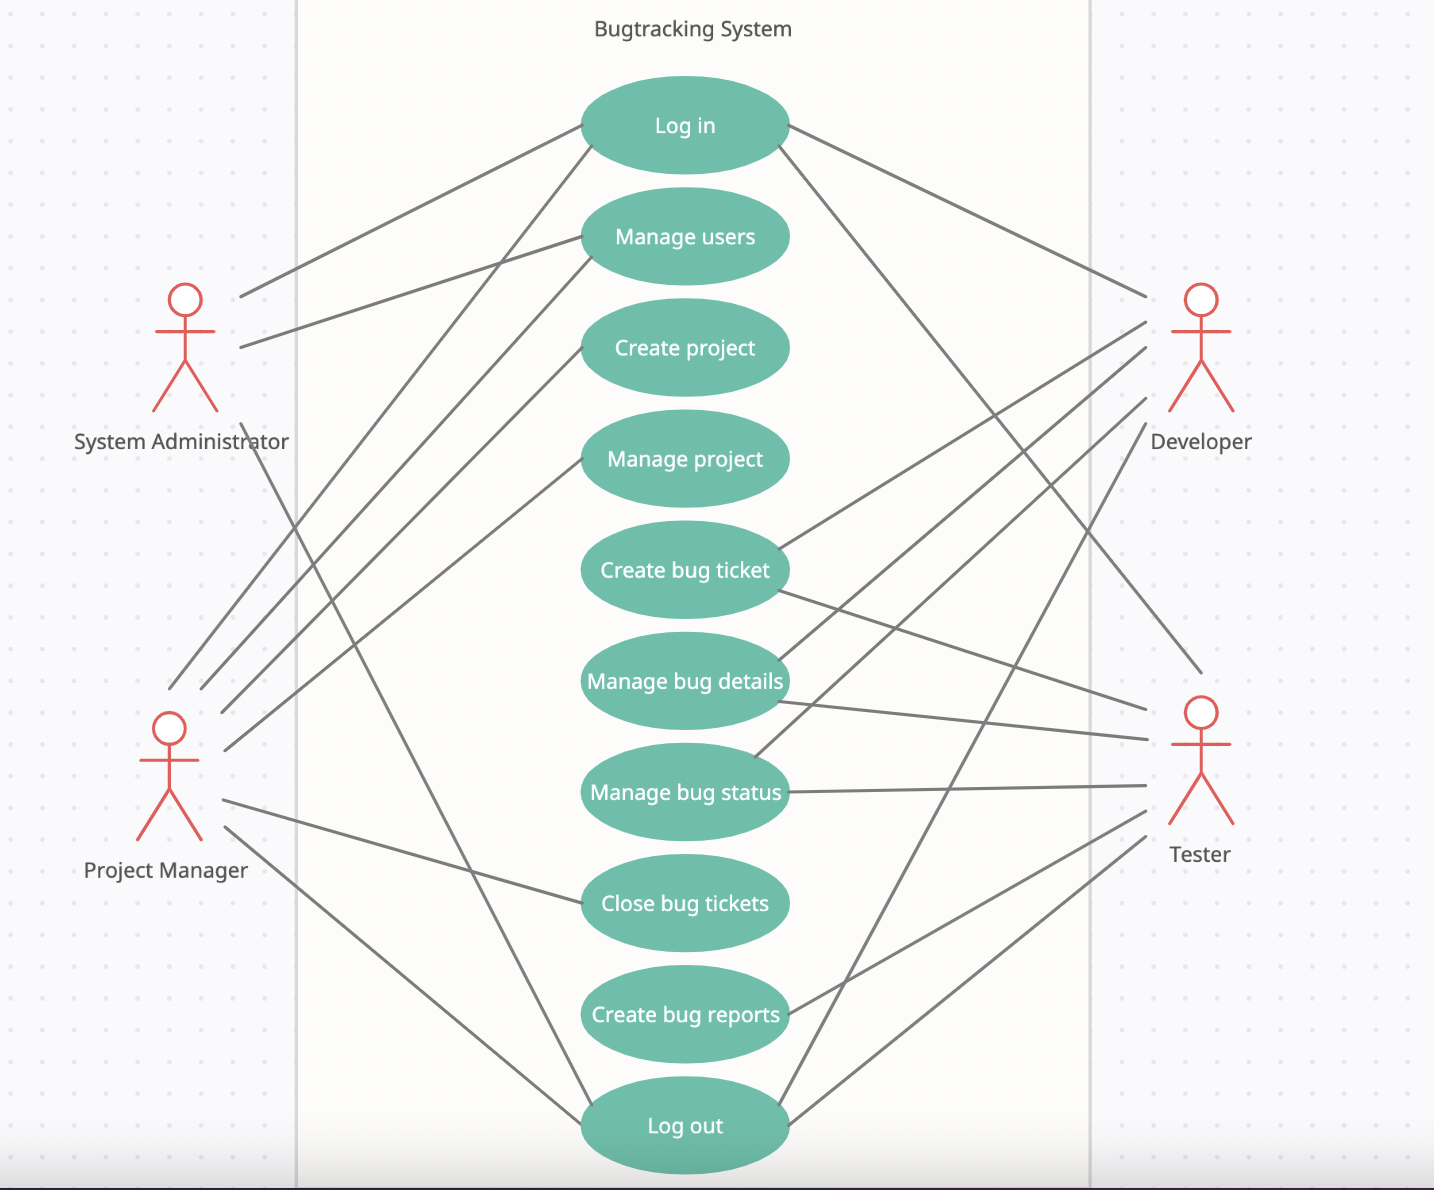 Bugtracking System
Log in
Manage users
Create project
Manage project
Create bug ticket
Manage bug details
Manage bug status
Close bug tickets
Create bug reports
Log out
System Administrator
Project Manager
Developer
Tester